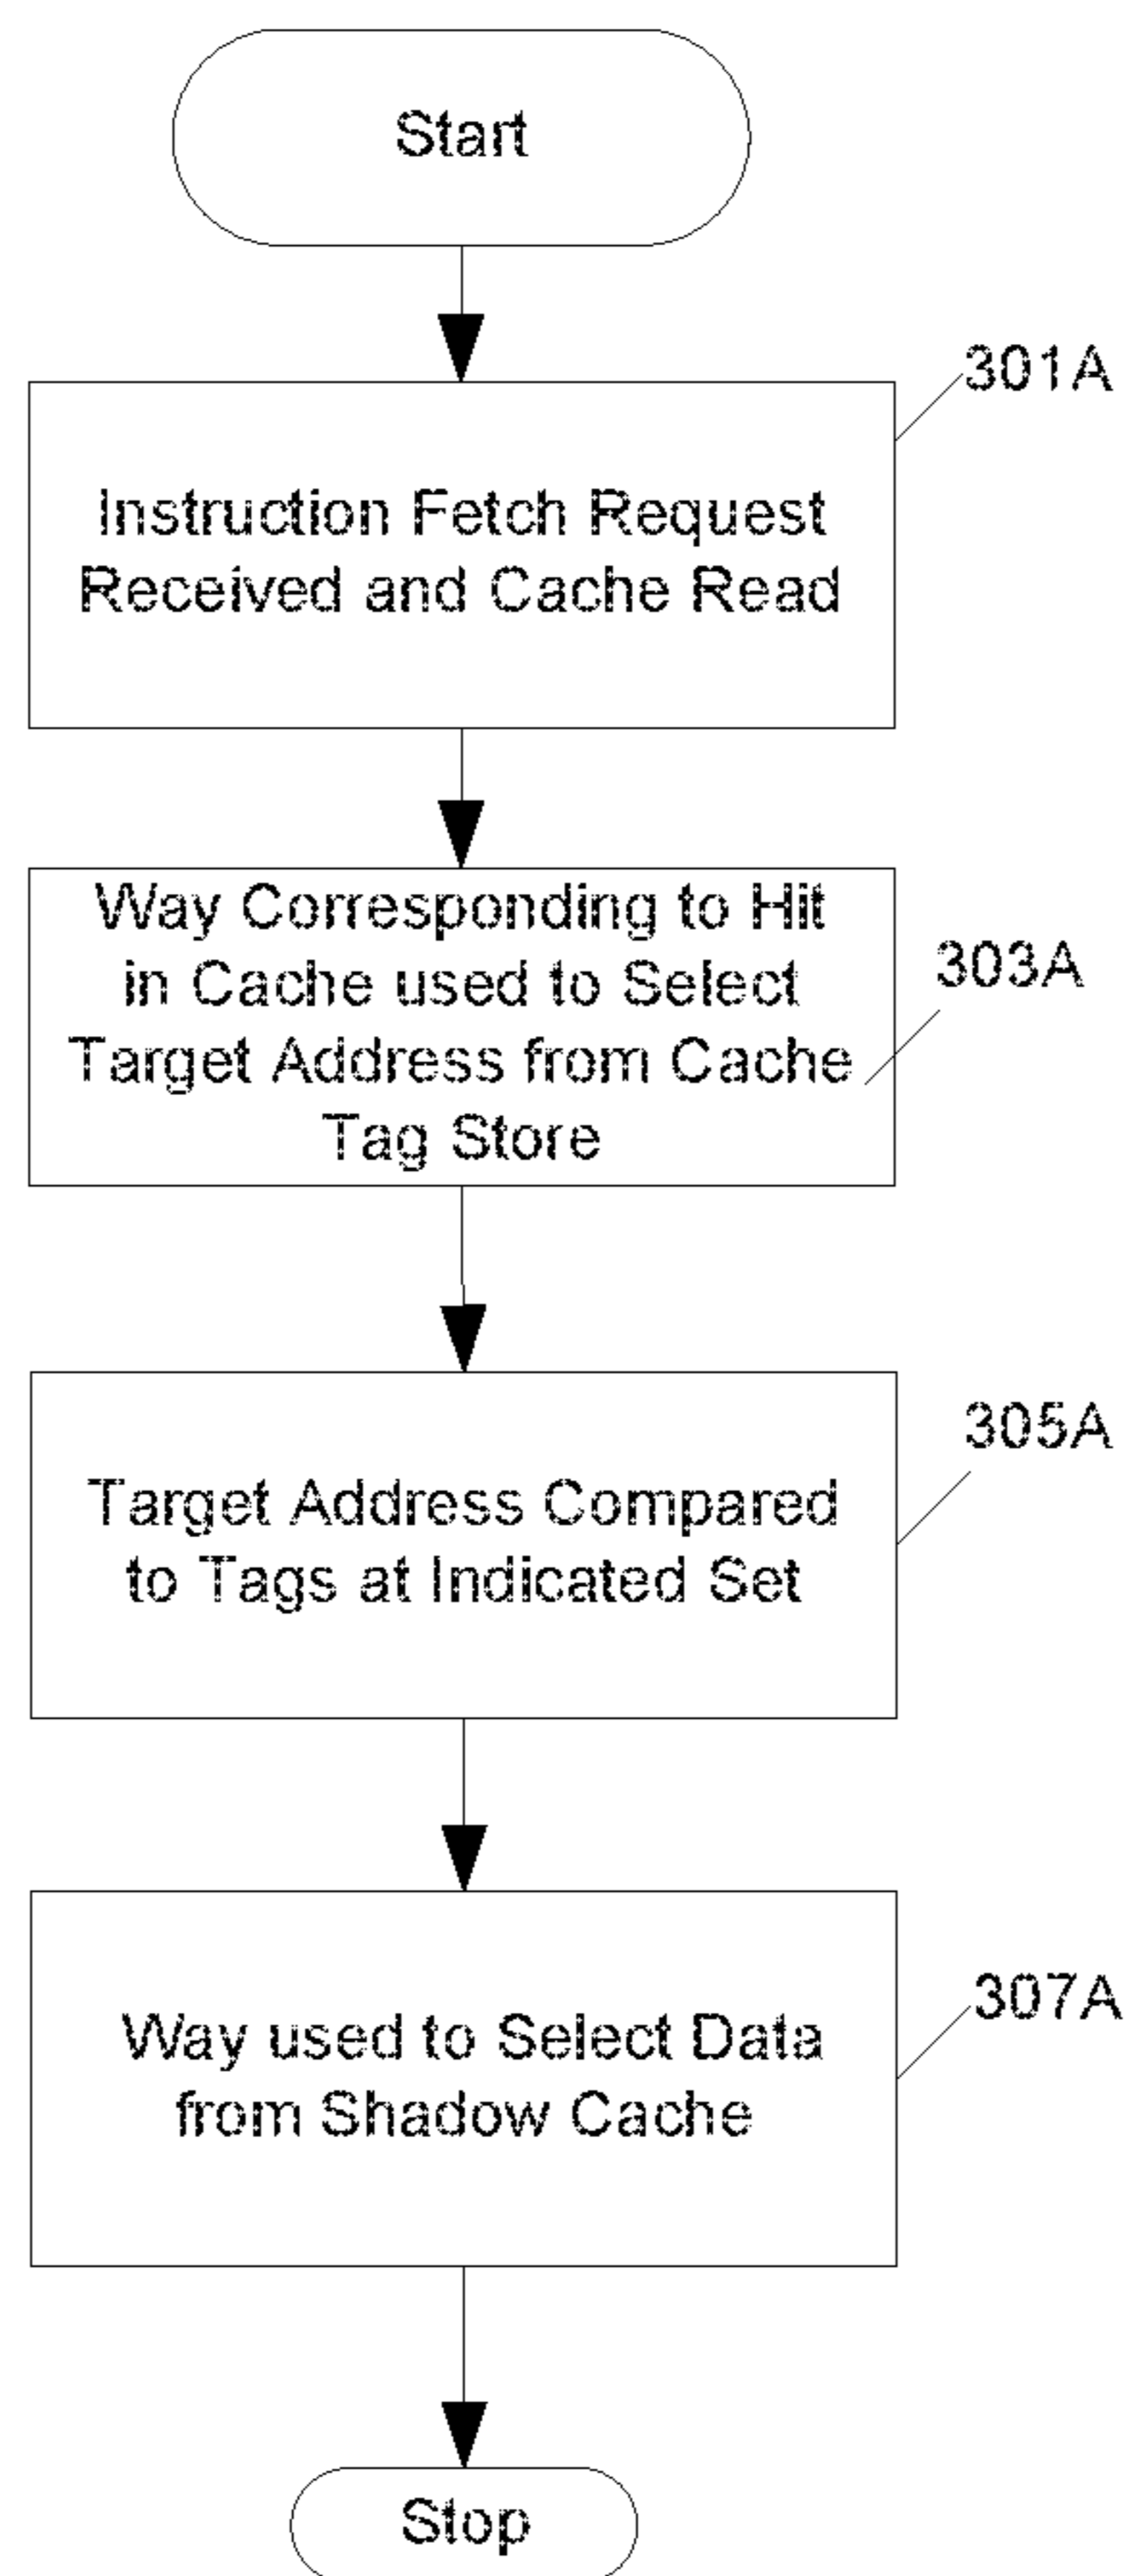 Start
301A
Instruction Fetch Request
Received and Cache Read
Way Corresponding to Hit
in Cache used to Select
303A
Target Address from Cache
Tag Store
305A
Target Address Compared
to Tags at Indicated Set
307A
Way used to Select Data
from Shadow Cache
Stop